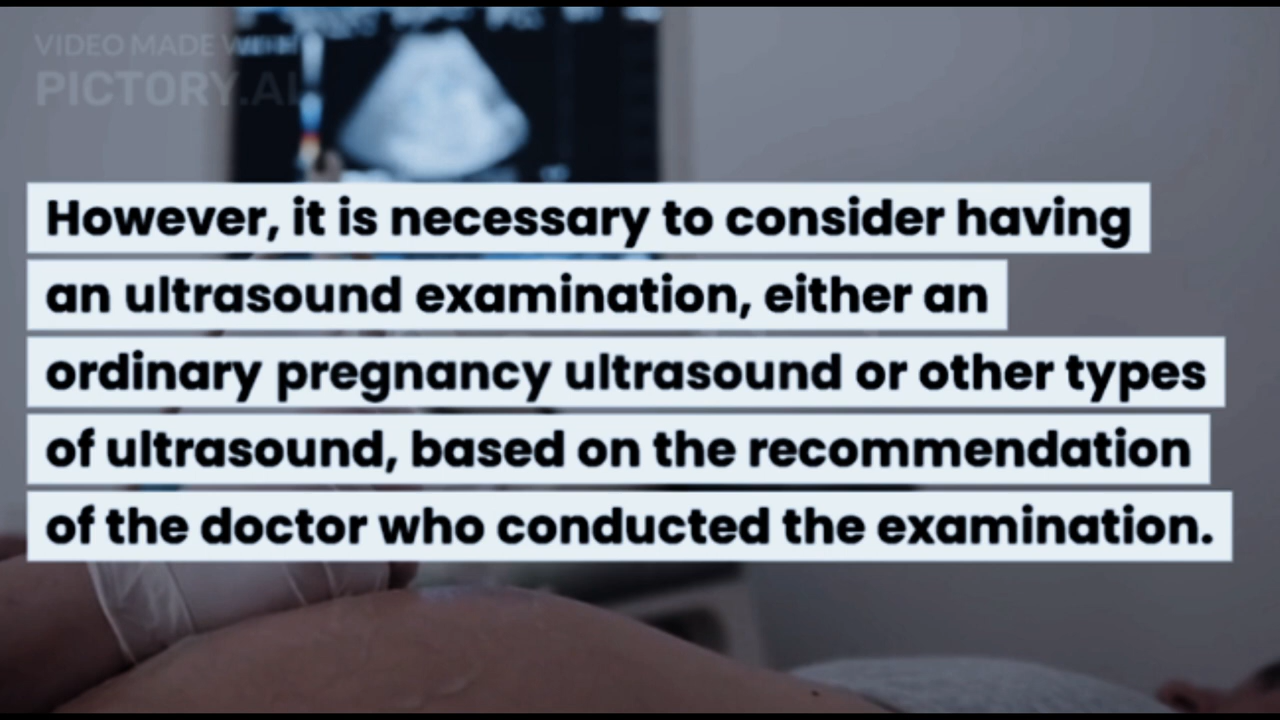 VIDEO MADE WITH
PICTORY.AI
However, it is necessary to consider having
an ultrasound examination, either an
ordinary pregnancy ultrasound or other types
of ultrasound, based on the recommendation
of the doctor who conducted the examination.